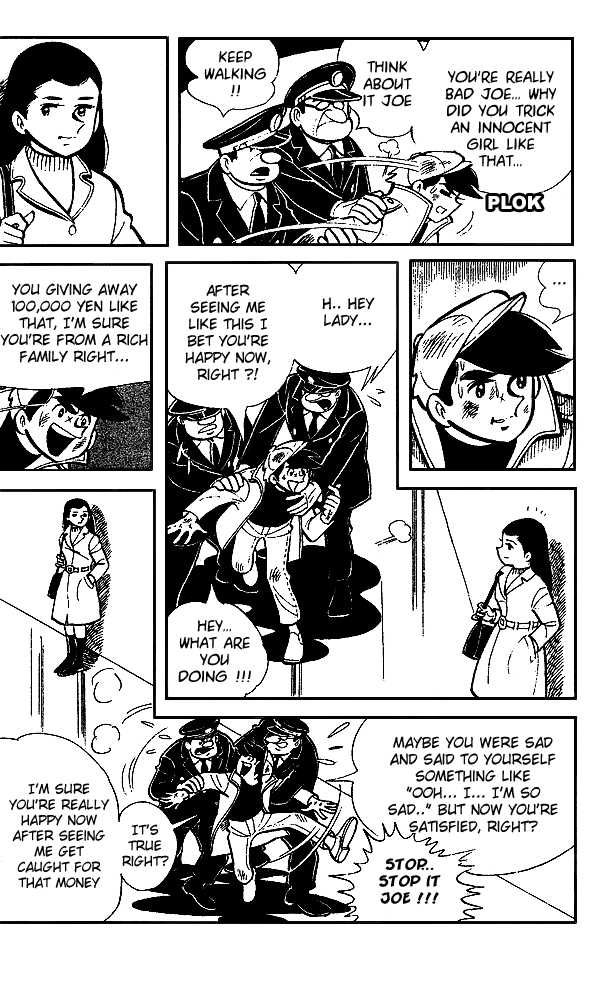 YOU'RE REALLY
BAD JOE... WHY
DID YOU TRICK
AN INNOCENT
GIRL LIKE
THAT...
THINK
ABOUT
IT JOE
KEEP
WALKING
!!
PLOK
...
H.. HEY
LADY...
AFTER
SEEING ME
LIKE THIS I
BET YOU'RE
HAPPY NOW,
RIGHT ?!
HEY...
WHAT ARE
YOU
DOING !!!
YOU GIVING AWAY
100,000 YEN LIKE
THAT, I'M SURE
YOU'RE FROM A RICH
FAMILY RIGHT...
MAYBE YOU WERE SAD
AND SAID TO YOURSELF
SOMETHING LIKE
"OOH... I... I'M SO
SAD.." BUT NOW YOU'RE
SATISFIED, RIGHT?
STOP..
STOP IT
JOE !!!
IT'S
TRUE
RIGHT?
I'M SURE
YOU'RE REALLY
HAPPY NOW
AFTER SEEING
ME GET
CAUGHT FOR
THAT MONEY